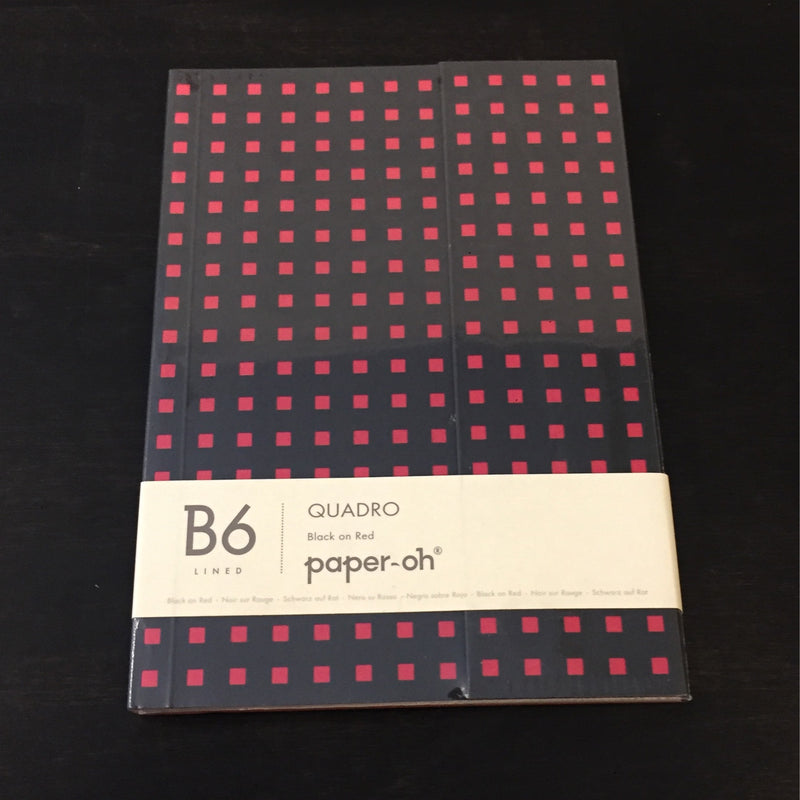 B6
LINED
QUADRO
Black on Red
paper-oh®
Black on Red - Noir sur Rouge - Schwarz auf Rot - Nero su Rosso - Negro sobre Rojo - Black on Red - Noir sur Rouge - Schwarz auf Rot